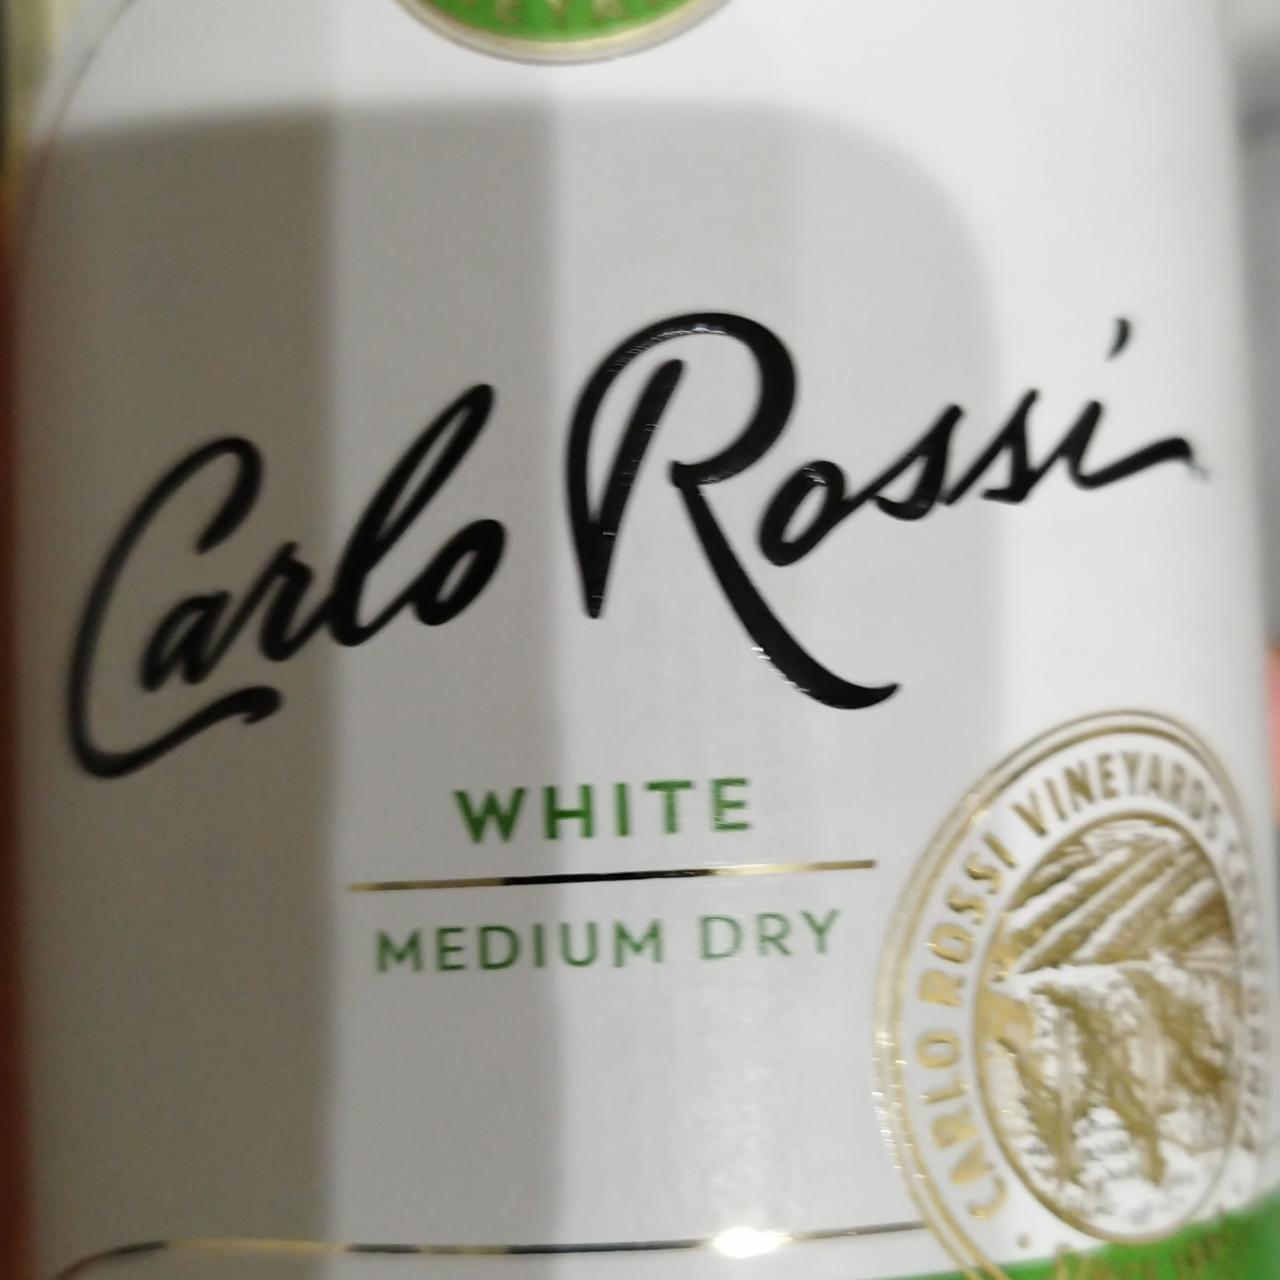 Carlo Rossi
WHITE
MEDIUM DRY
CARLO ROSSI VINEYARDS